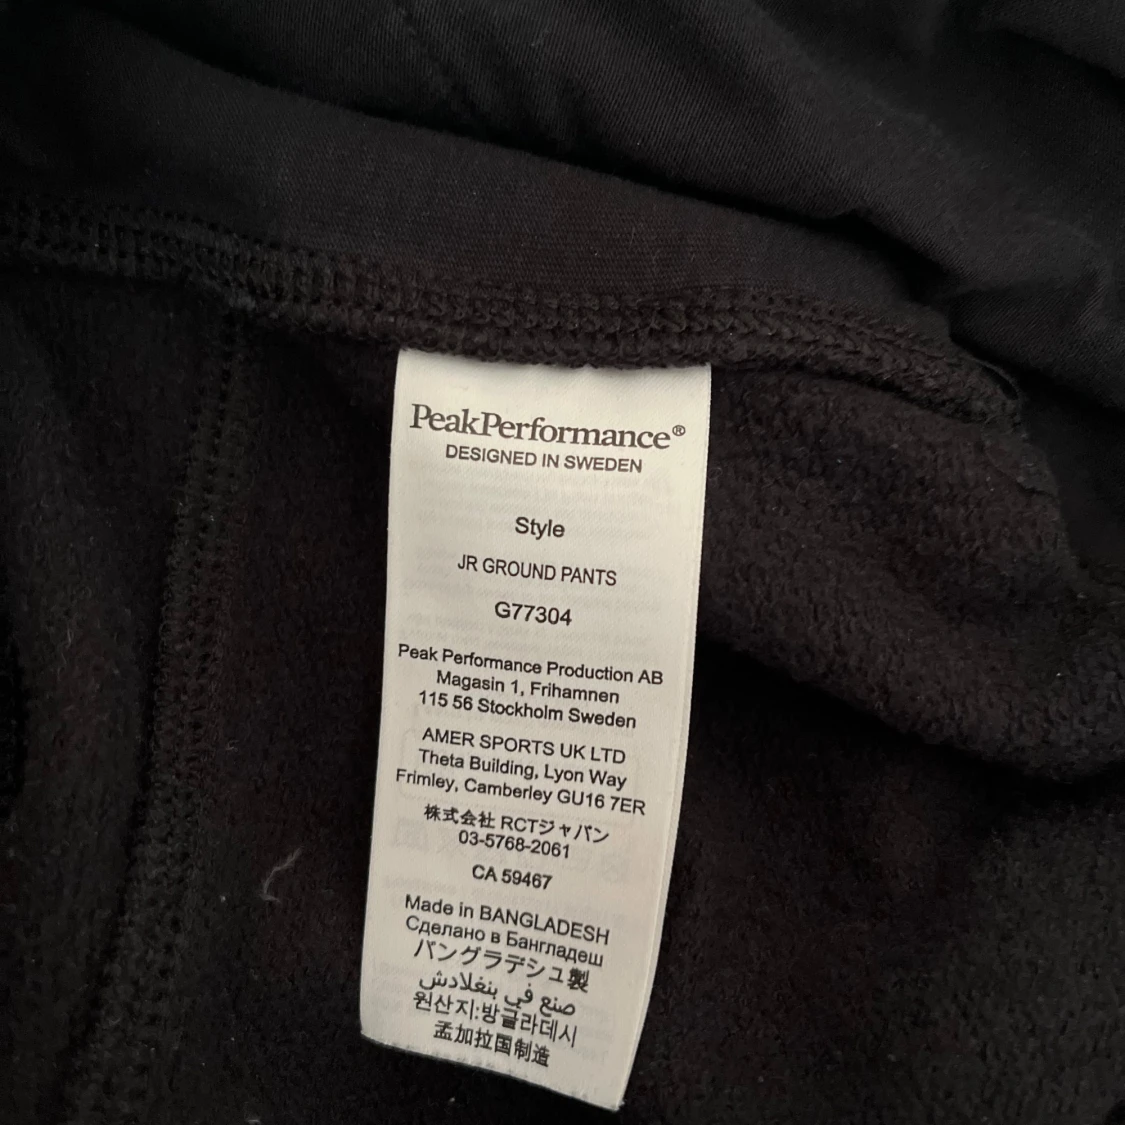 PeakPerformance®
DESIGNED IN SWEDEN
Style
JR GROUND PANTS
G77304
Peak Performance Production AB
Magasin 1, Frihamnen
115 56 Stockholm Sweden
AMER SPORTS UK LTD
Theta Building, Lyon Way
Frimley, Camberley GU16 7ER
株式会社 RCTジャパン
03-5768-2061
CA 59467
Made in BANGLADESH
Сделано в Бангладеш
バングラデシュ製
صنع في بنغلادش
원산지:방글라데시
孟加拉国制造